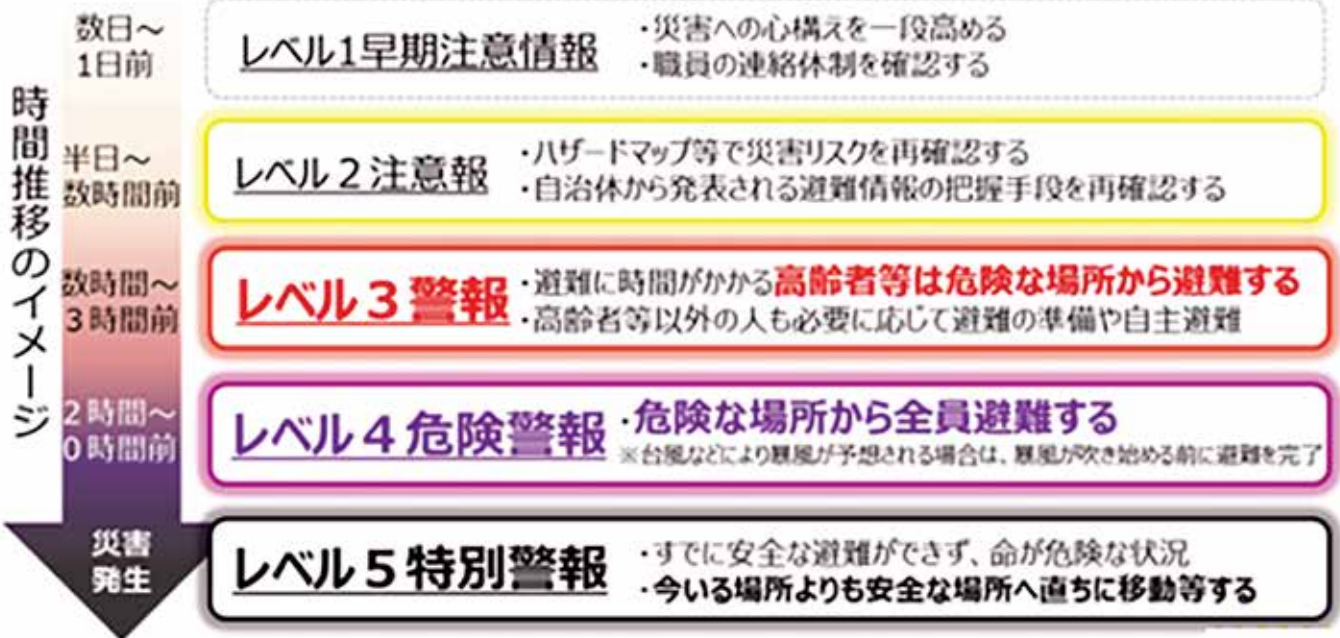 時間推移のイメージ
数日～
1日前
レベル1早期注意情報
・災害への心構えを一段高める
・職員の連絡体制を確認する
半日～
数時間前
レベル2注意報
・ハザードマップ等で災害リスクを再確認する
・自治体から発表される避難情報の把握手段を再確認する
数時間～
3時間前
レベル3警報
・避難に時間がかかる高齢者等は危険な場所から避難する
・高齢者等以外の人も必要に応じて避難の準備や自主避難
2時間～
0時間前
レベル4危険警報
・危険な場所から全員避難する
※台風などにより暴風が予想される場合は、暴風が吹き始める前に避難を完了
災害
発生
レベル5特別警報
・すでに安全な避難ができず、命が危険な状況
・今いる場所よりも安全な場所へ直ちに移動等する